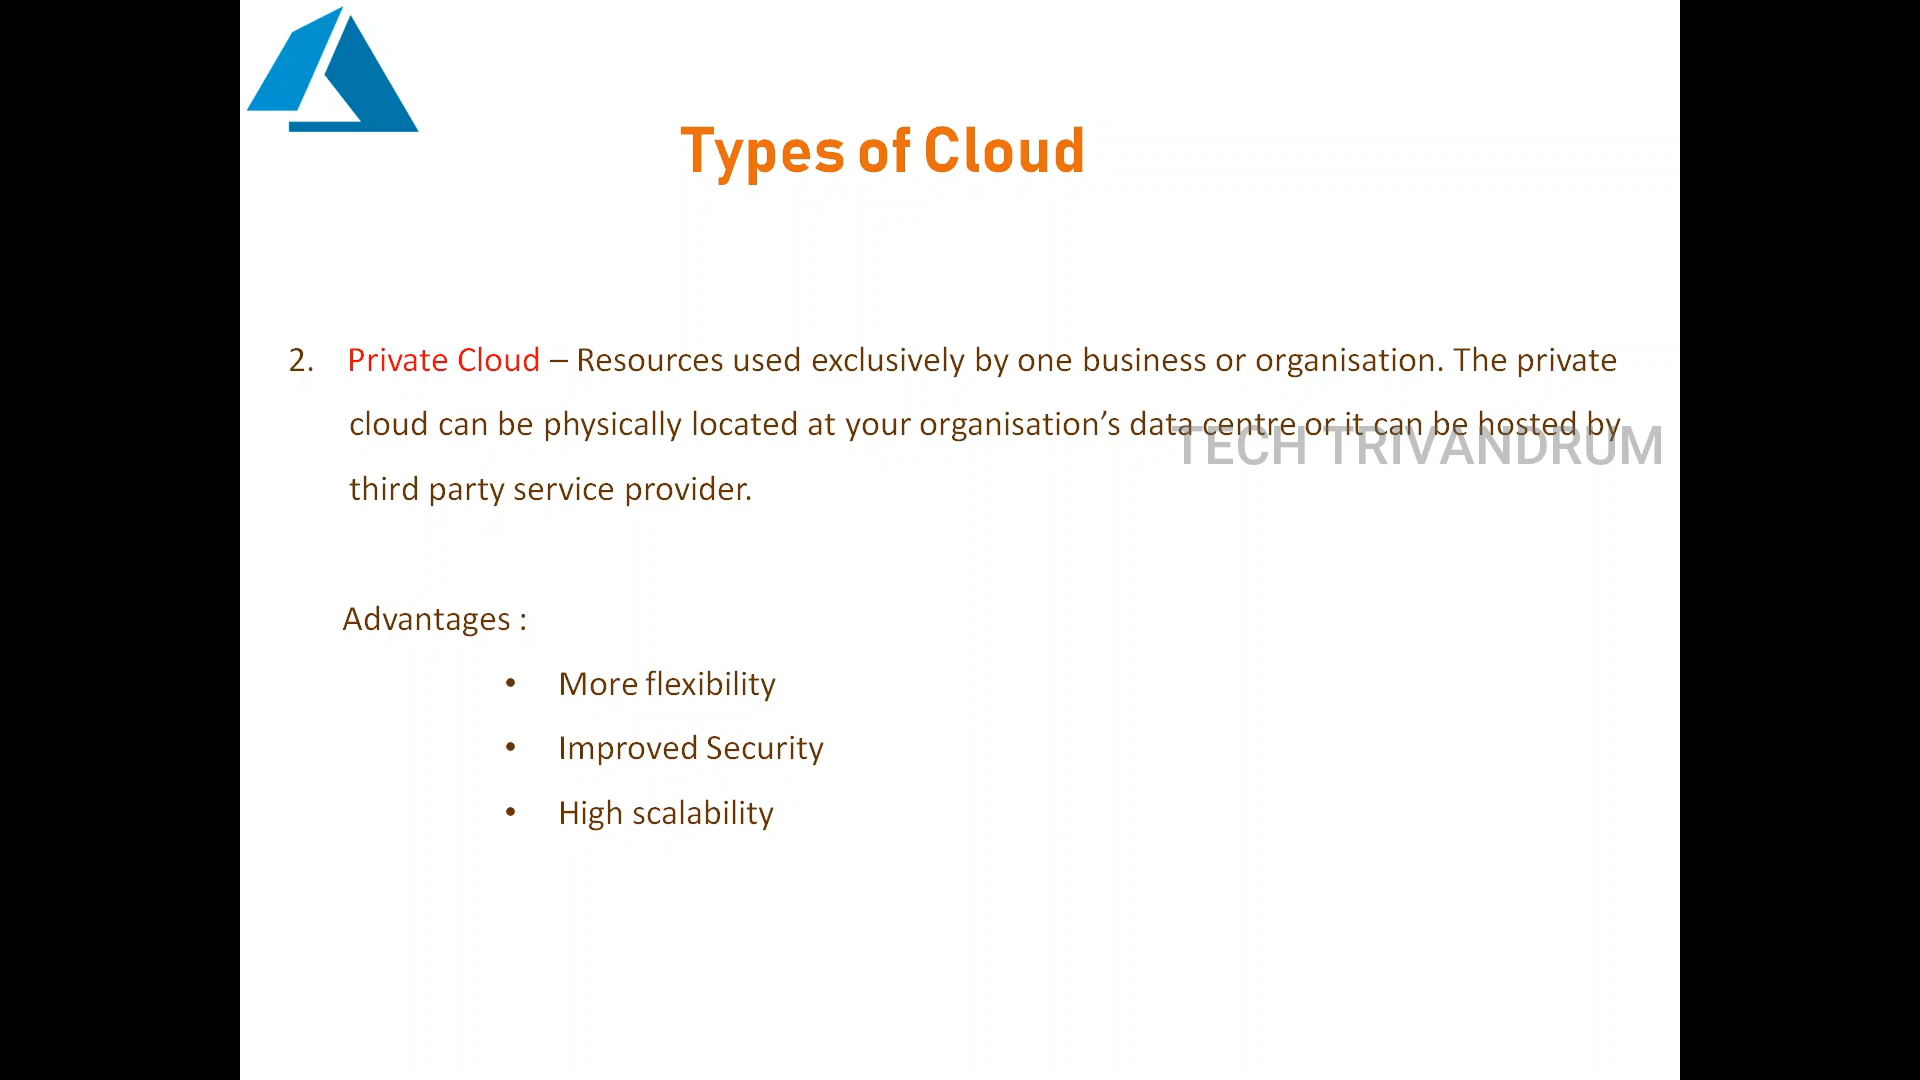 Types of Cloud
2. Private Cloud – Resources used exclusively by one business or organisation. The private
cloud can be physically located at your organisation’s data centre or it can be hosted by
TECH TRIVANDRUM
third party service provider.
Advantages :
• More flexibility
• Improved Security
• High scalability